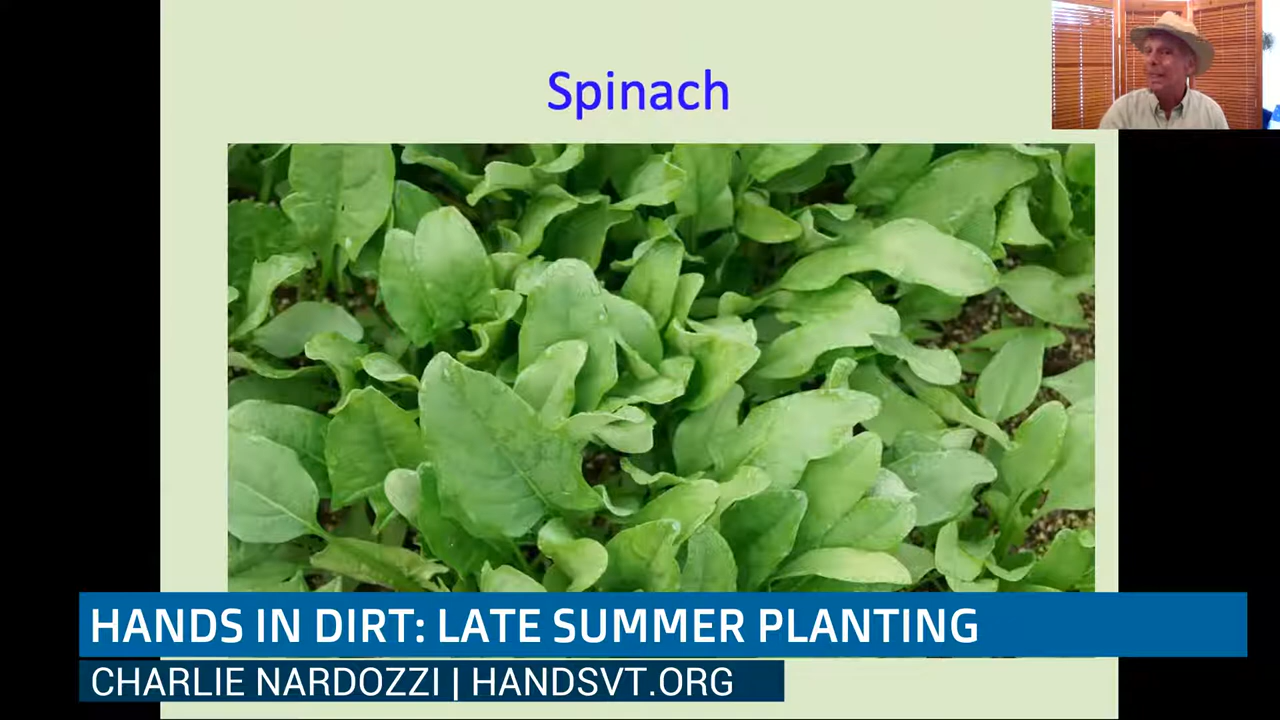 Spinach
HANDS IN DIRT: LATE SUMMER PLANTING
CHARLIE NARDOZZI | HANDSVT.ORG